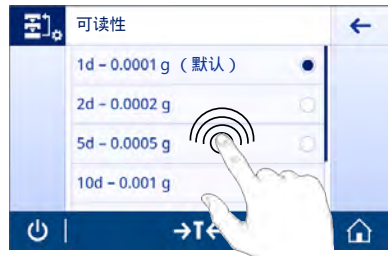 可读性
1d – 0.0001 g （默认）
2d – 0.0002 g
5d – 0.0005 g
10d – 0.001 g
→T←